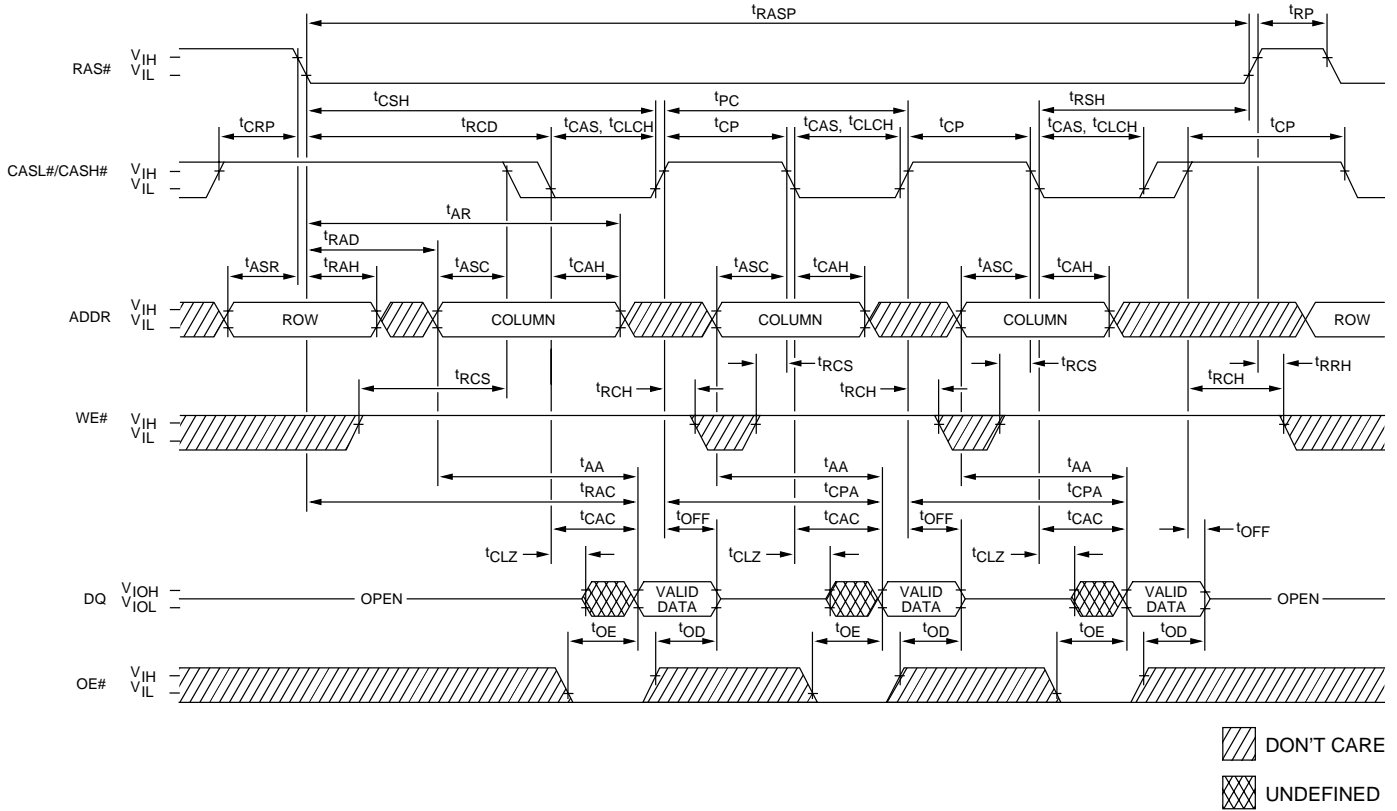 tRASP
tRP
RAS#
VIH
VIL
tCSH
tPC
tRSH
tCRP
tRCD
tCAS, tCLCH
tCP
tCAS, tCLCH
tCP
tCAS, tCLCH
tCP
CASL#/CASH#
VIH
VIL
tAR
tRAD
tASR
tRAH
tASC
tCAH
tASC
tCAH
tASC
tCAH
ADDR
VIH
VIL
ROW
COLUMN
COLUMN
COLUMN
ROW
tRCS
tRCH
tRCS
tRCH
tRCS
tRCH
tRRH
WE#
VIH
VIL
tAA
tAA
tAA
tRAC
tCPA
tCPA
tCAC
tOFF
tCAC
tOFF
tCAC
tOFF
tCLZ
tCLZ
tCLZ
DQ
VIOH
VIOL
OPEN
VALID
DATA
VALID
DATA
VALID
DATA
OPEN
tOE
tOD
tOE
tOD
tOE
tOD
OE#
VIH
VIL
DON'T CARE
UNDEFINED